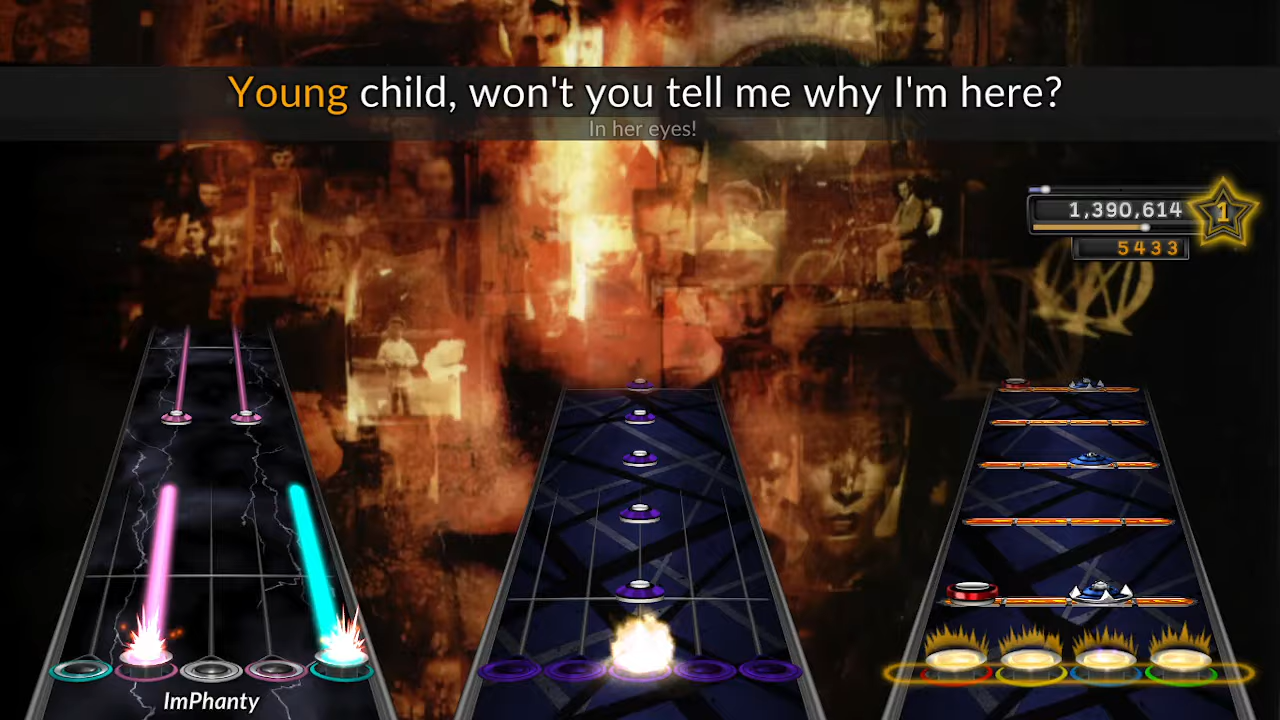 Young child, won't you tell me why I'm here?
In her eyes!
1,390,614
1
5433
ImPhanty